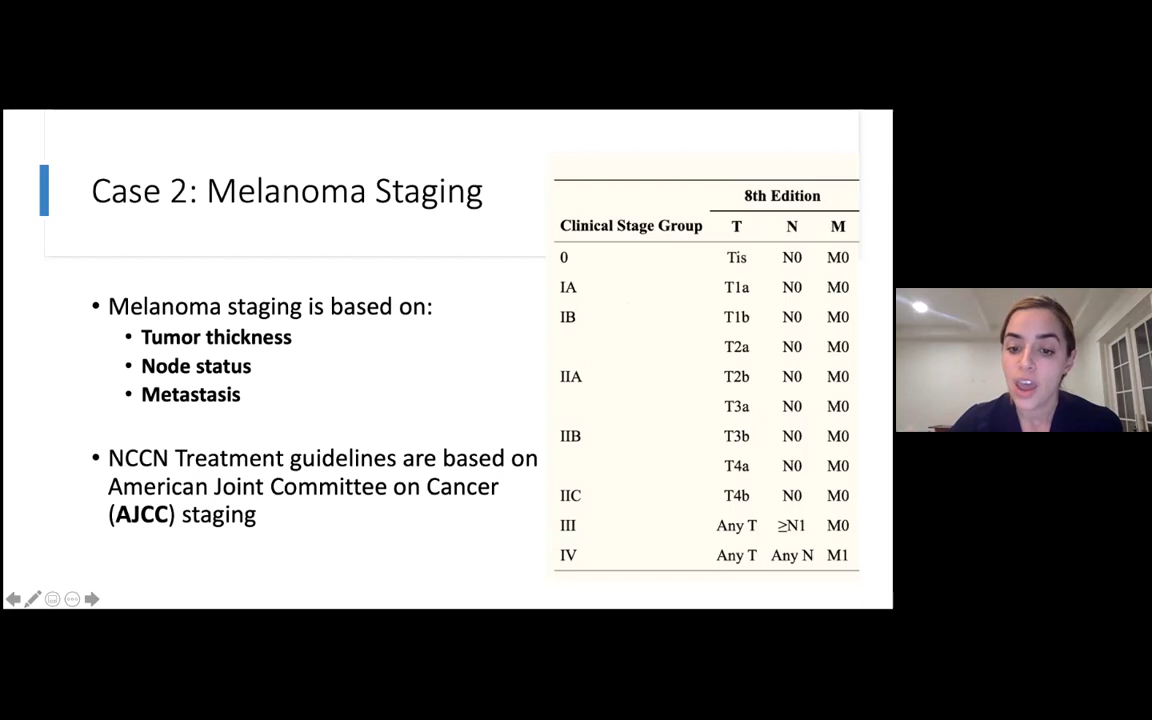 Case 2: Melanoma Staging
• Melanoma staging is based on:
• Tumor thickness
• Node status
• Metastasis
• NCCN Treatment guidelines are based on
American Joint Committee on Cancer
(AJCC) staging
8th Edition
Clinical Stage Group T N M
0 Tis N0 M0
IA T1a N0 M0
IB T1b N0 M0
T2a N0 M0
IIA T2b N0 M0
T3a N0 M0
IIB T3b N0 M0
T4a N0 M0
IIC T4b N0 M0
III Any T ≥N1 M0
IV Any T Any N M1